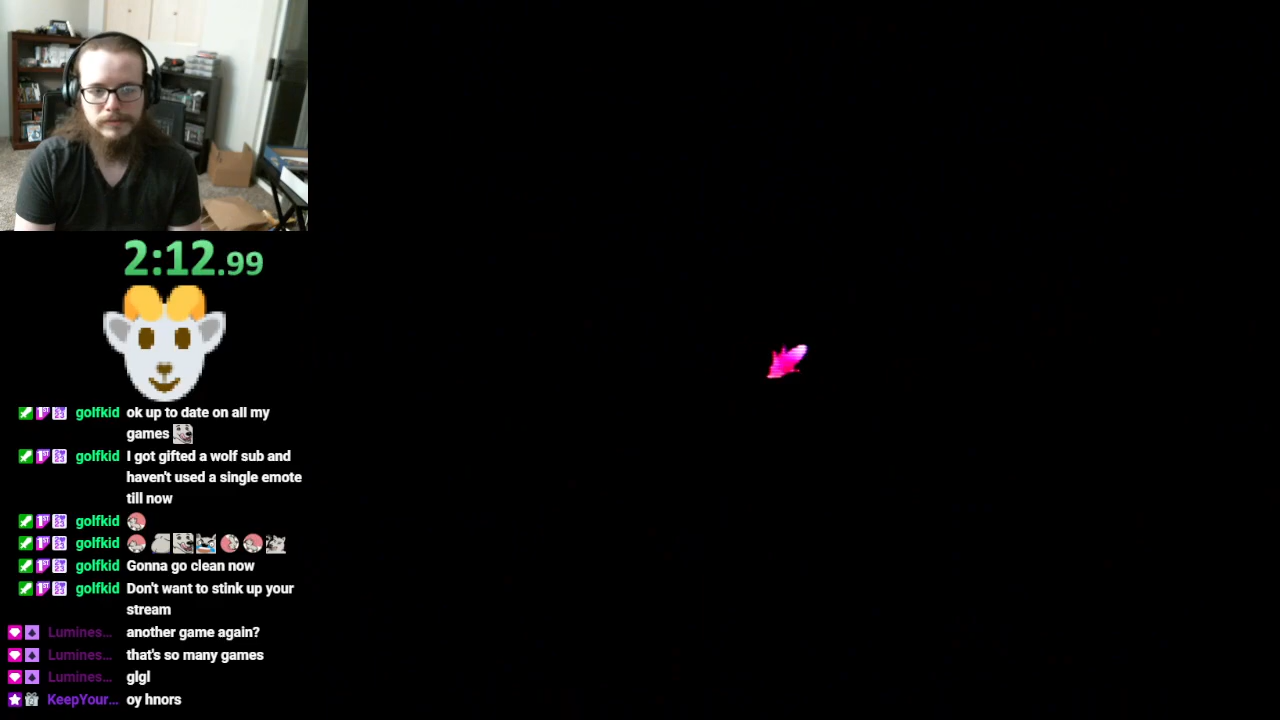 2:12.99
golfkid ok up to date on all my
games
golfkid I got gifted a wolf sub and
haven't used a single emote
till now
golfkid
golfkid
golfkid Gonna go clean now
golfkid Don't want to stink up your
stream
Lumines... another game again?
Lumines... that's so many games
Lumines... glgl
KeepYour... oy hnors